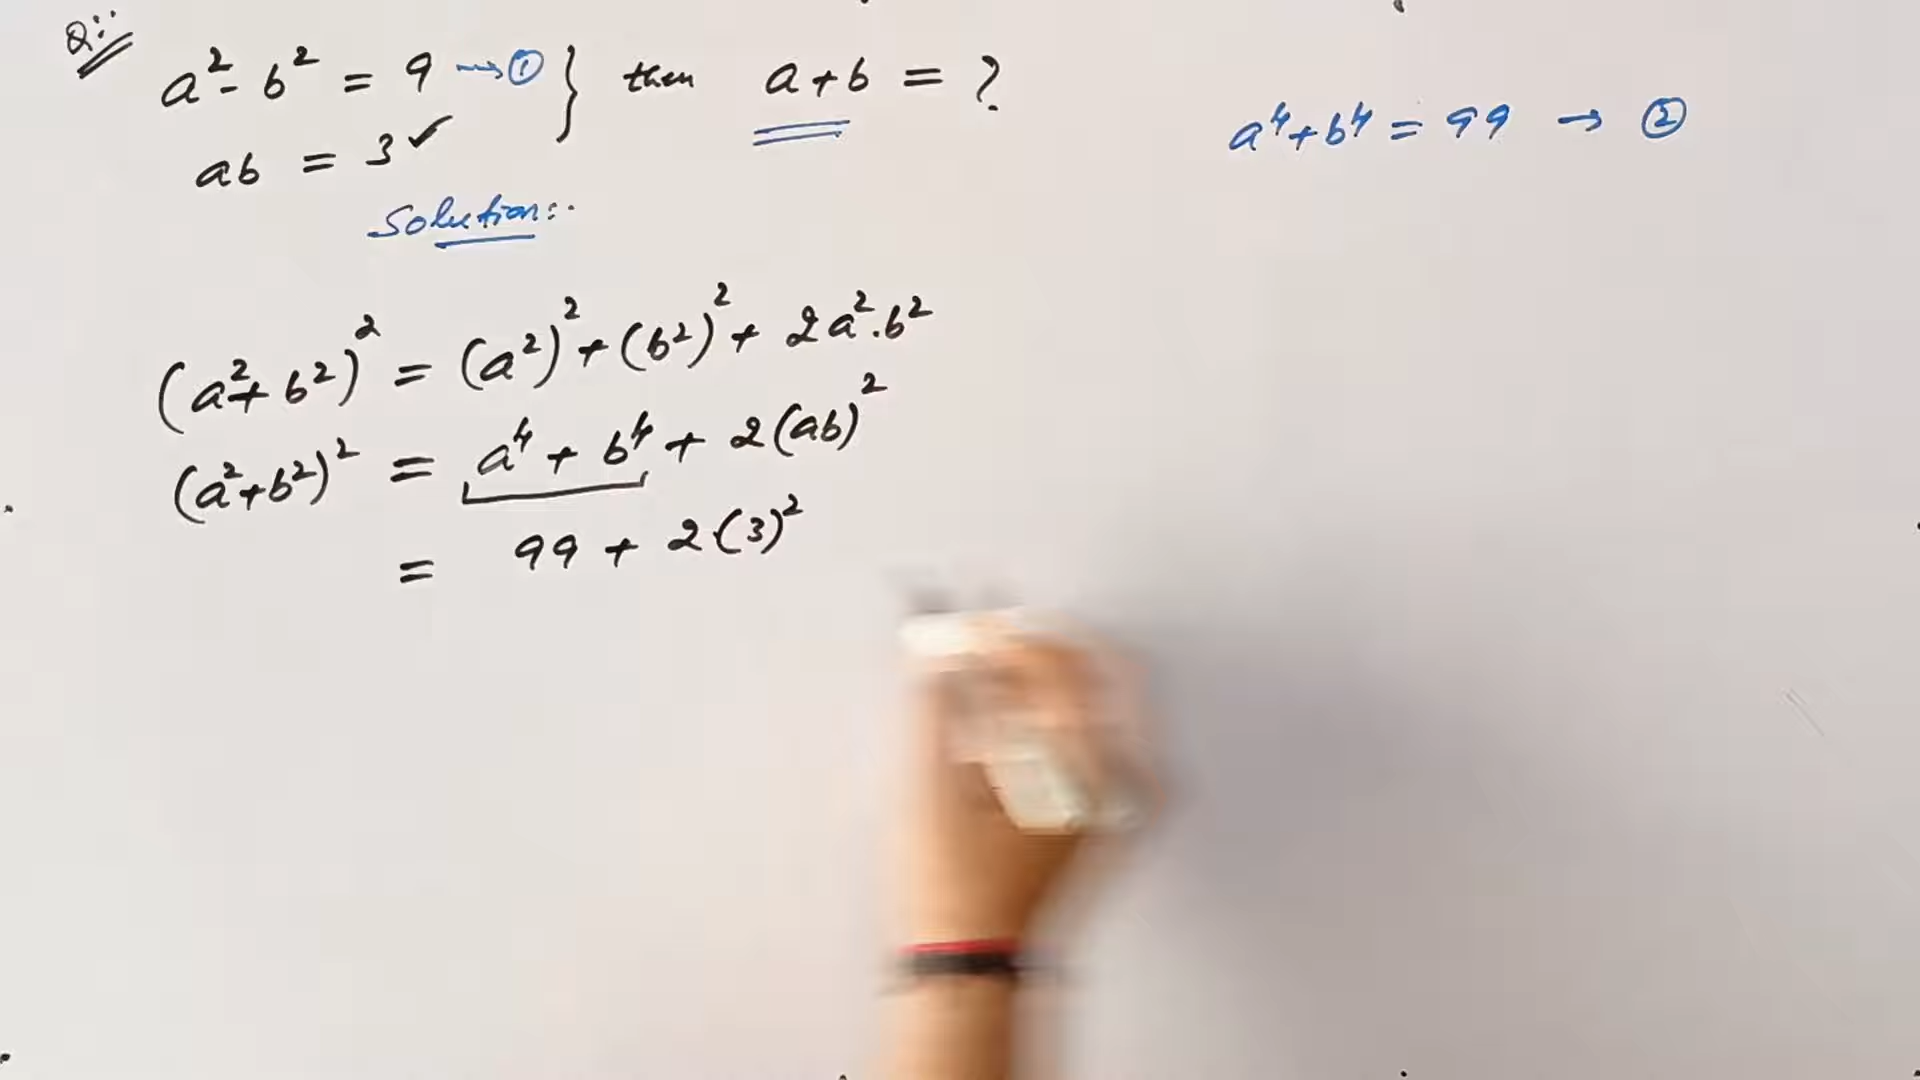 Q::
a² - b² = 9 → ① } then a + b = ?
ab = 3 ✓
a⁴ + b⁴ = 99 → ②
Solution:-
(a² + b²)² = (a²)² + (b²)² + 2a².b²
(a² + b²)² = a⁴ + b⁴ + 2(ab)²
= 99 + 2(3)²